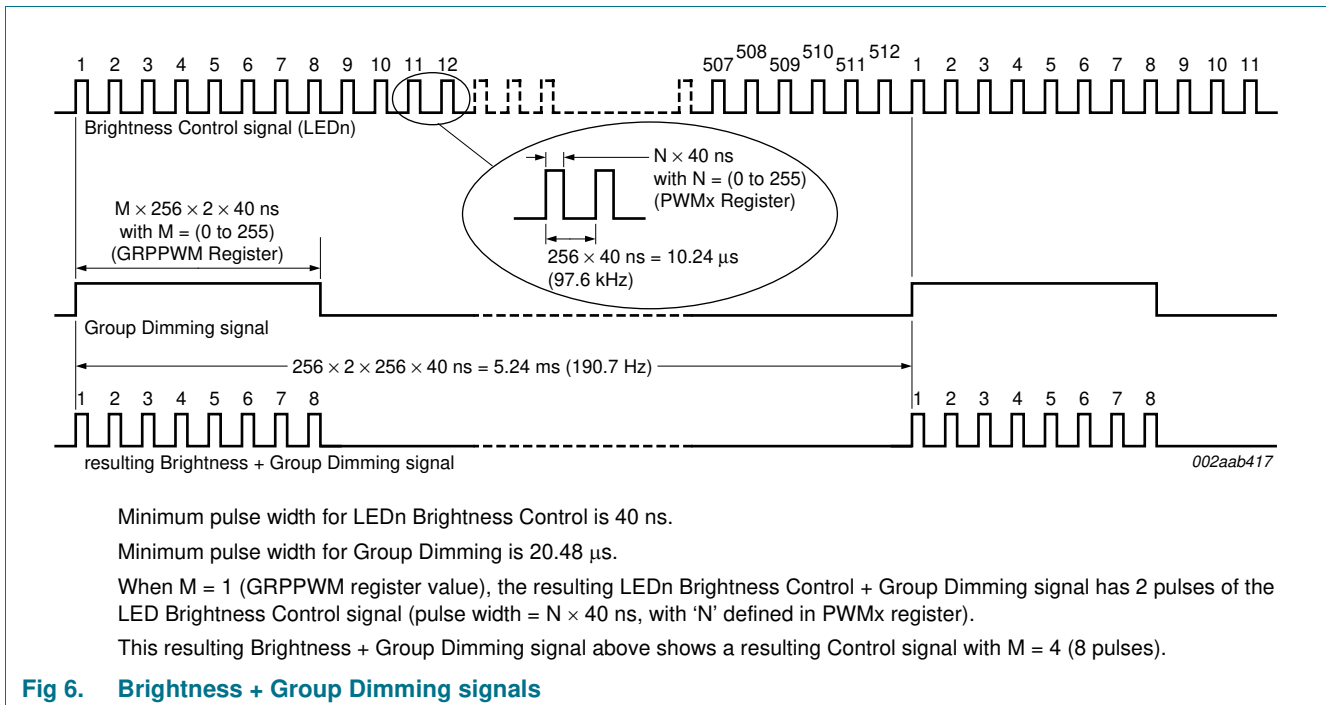 1 2 3 4 5 6 7 8 9 10 11 12 507 508 509 510 511 512 1 2 3 4 5 6 7 8 9 10 11
Brightness Control signal (LEDn)
N × 40 ns
with N = (0 to 255)
(PWMx Register)
256 × 40 ns = 10.24 μs
(97.6 kHz)
M × 256 × 2 × 40 ns
with M = (0 to 255)
(GRPPWM Register)
Group Dimming signal
256 × 2 × 256 × 40 ns = 5.24 ms (190.7 Hz)
1 2 3 4 5 6 7 8 1 2 3 4 5 6 7 8
resulting Brightness + Group Dimming signal
002aab417
Minimum pulse width for LEDn Brightness Control is 40 ns.
Minimum pulse width for Group Dimming is 20.48 μs.
When M = 1 (GRPPWM register value), the resulting LEDn Brightness Control + Group Dimming signal has 2 pulses of the
LED Brightness Control signal (pulse width = N × 40 ns, with ‘N’ defined in PWMx register).
This resulting Brightness + Group Dimming signal above shows a resulting Control signal with M = 4 (8 pulses).
Fig 6. Brightness + Group Dimming signals